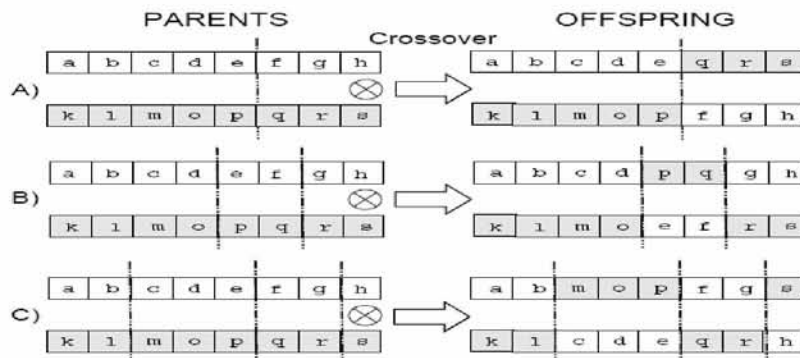 PARENTS OFFSPRING
Crossover
a b c d e f g h a b c d e q r s
A)
k l m o p q r s k l m o p f g h
a b c d e f g h a b c d p q g h
B)
k l m o p q r s k l m o e f r s
a b c d e f g h a b m o p f g s
C)
k l m o p q r s k l c d e q r h